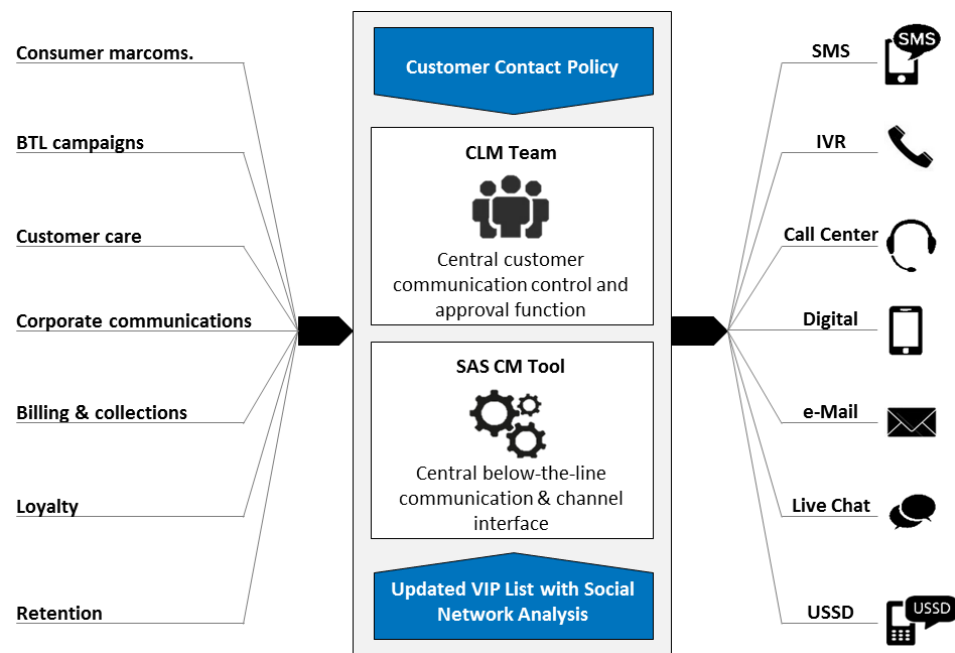 Consumer marcoms.
BTL campaigns
Customer care
Corporate communications
Billing & collections
Loyalty
Retention
Customer Contact Policy
CLM Team
Central customer
communication control and
approval function
SAS CM Tool
Central below-the-line
communication & channel
interface
Updated VIP List with Social
Network Analysis
SMS
SMS
IVR
Call Center
Digital
e-Mail
Live Chat
USSD
USSD